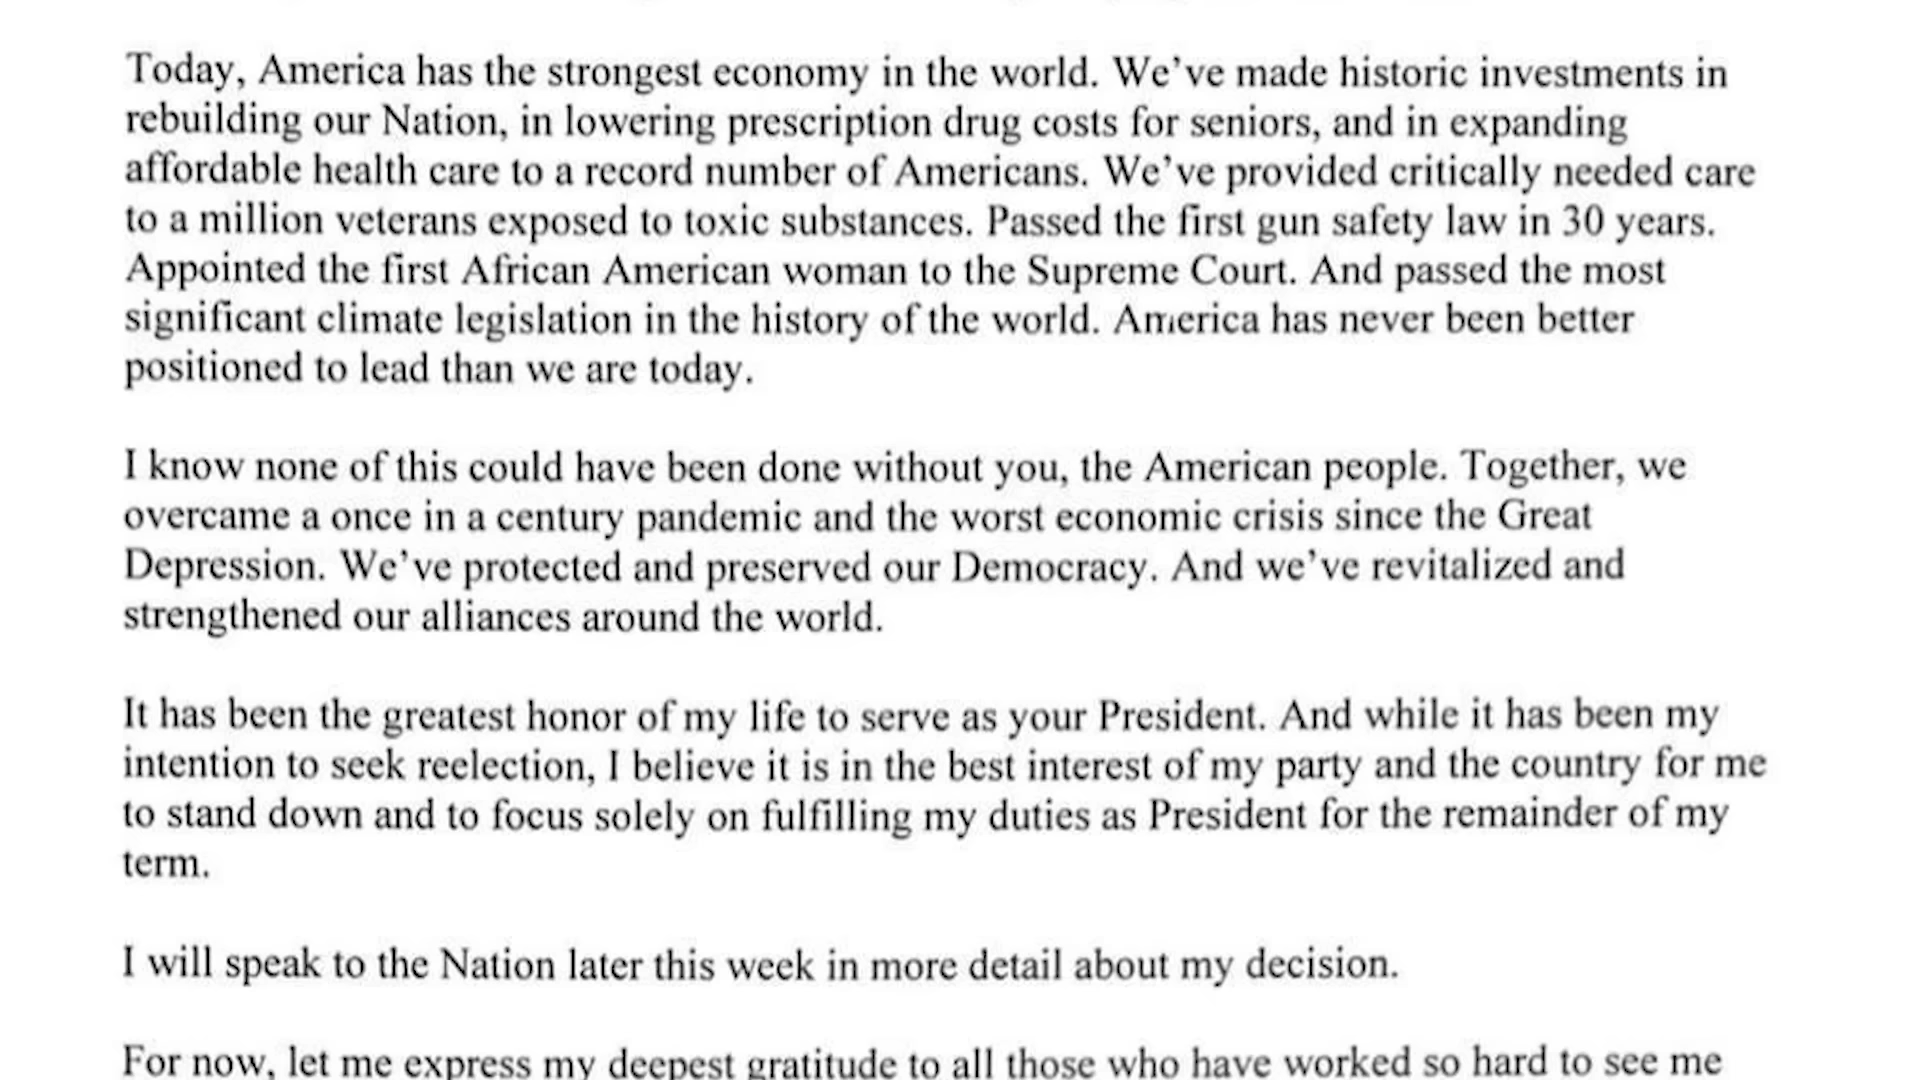 Today, America has the strongest economy in the world. We've made historic investments in
rebuilding our Nation, in lowering prescription drug costs for seniors, and in expanding
affordable health care to a record number of Americans. We've provided critically needed care
to a million veterans exposed to toxic substances. Passed the first gun safety law in 30 years.
Appointed the first African American woman to the Supreme Court. And passed the most
significant climate legislation in the history of the world. America has never been better
positioned to lead than we are today.
I know none of this could have been done without you, the American people. Together, we
overcame a once in a century pandemic and the worst economic crisis since the Great
Depression. We've protected and preserved our Democracy. And we've revitalized and
strengthened our alliances around the world.
It has been the greatest honor of my life to serve as your President. And while it has been my
intention to seek reelection, I believe it is in the best interest of my party and the country for me
to stand down and to focus solely on fulfilling my duties as President for the remainder of my
term.
I will speak to the Nation later this week in more detail about my decision.
For now, let me express my deepest gratitude to all those who have worked so hard to see me